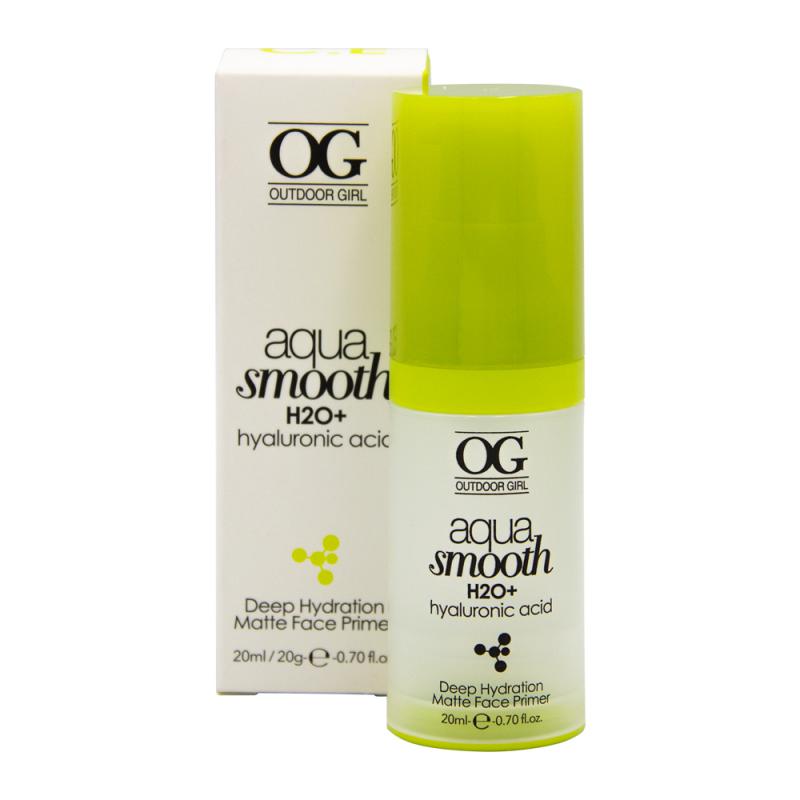 OG
OUTDOOR GIRL
aqua
smooth
H2O+
hyaluronic acid
Deep Hydration
Matte Face Primer
20ml / 20g-e-0.70 fl.oz
OG
OUTDOOR GIRL
aqua
smooth
H2O+
hyaluronic acid
Deep Hydration
Matte Face Primer
20ml-e-0.70 fl.oz.